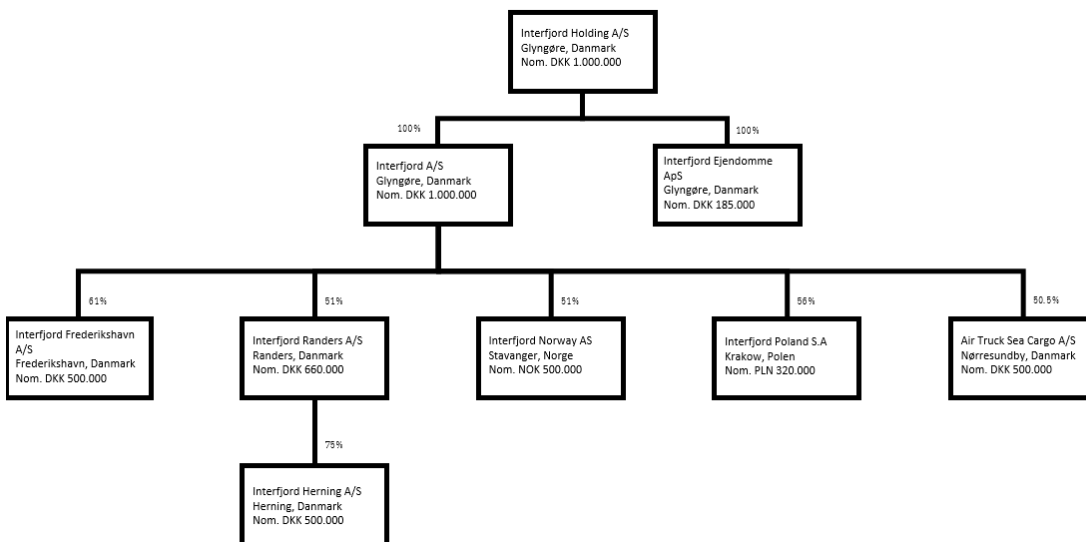 Interfjord Holding A/S
Glyngøre, Danmark
Nom. DKK 1.000.000
100%
100%
Interfjord A/S
Glyngøre, Danmark
Nom. DKK 1.000.000
Interfjord Ejendomme
ApS
Glyngøre, Danmark
Nom. DKK 185.000
61%
51%
51%
56%
50.5%
Interfjord Frederikshavn
A/S
Frederikshavn, Danmark
Nom. DKK 500.000
Interfjord Randers A/S
Randers, Danmark
Nom. DKK 660.000
Interfjord Norway AS
Stavanger, Norge
Nom. NOK 500.000
Interfjord Poland S.A
Krakow, Polen
Nom. PLN 320.000
Air Truck Sea Cargo A/S
Nørresundby, Danmark
Nom. DKK 500.000
75%
Interfjord Herning A/S
Herning, Danmark
Nom. DKK 500.000